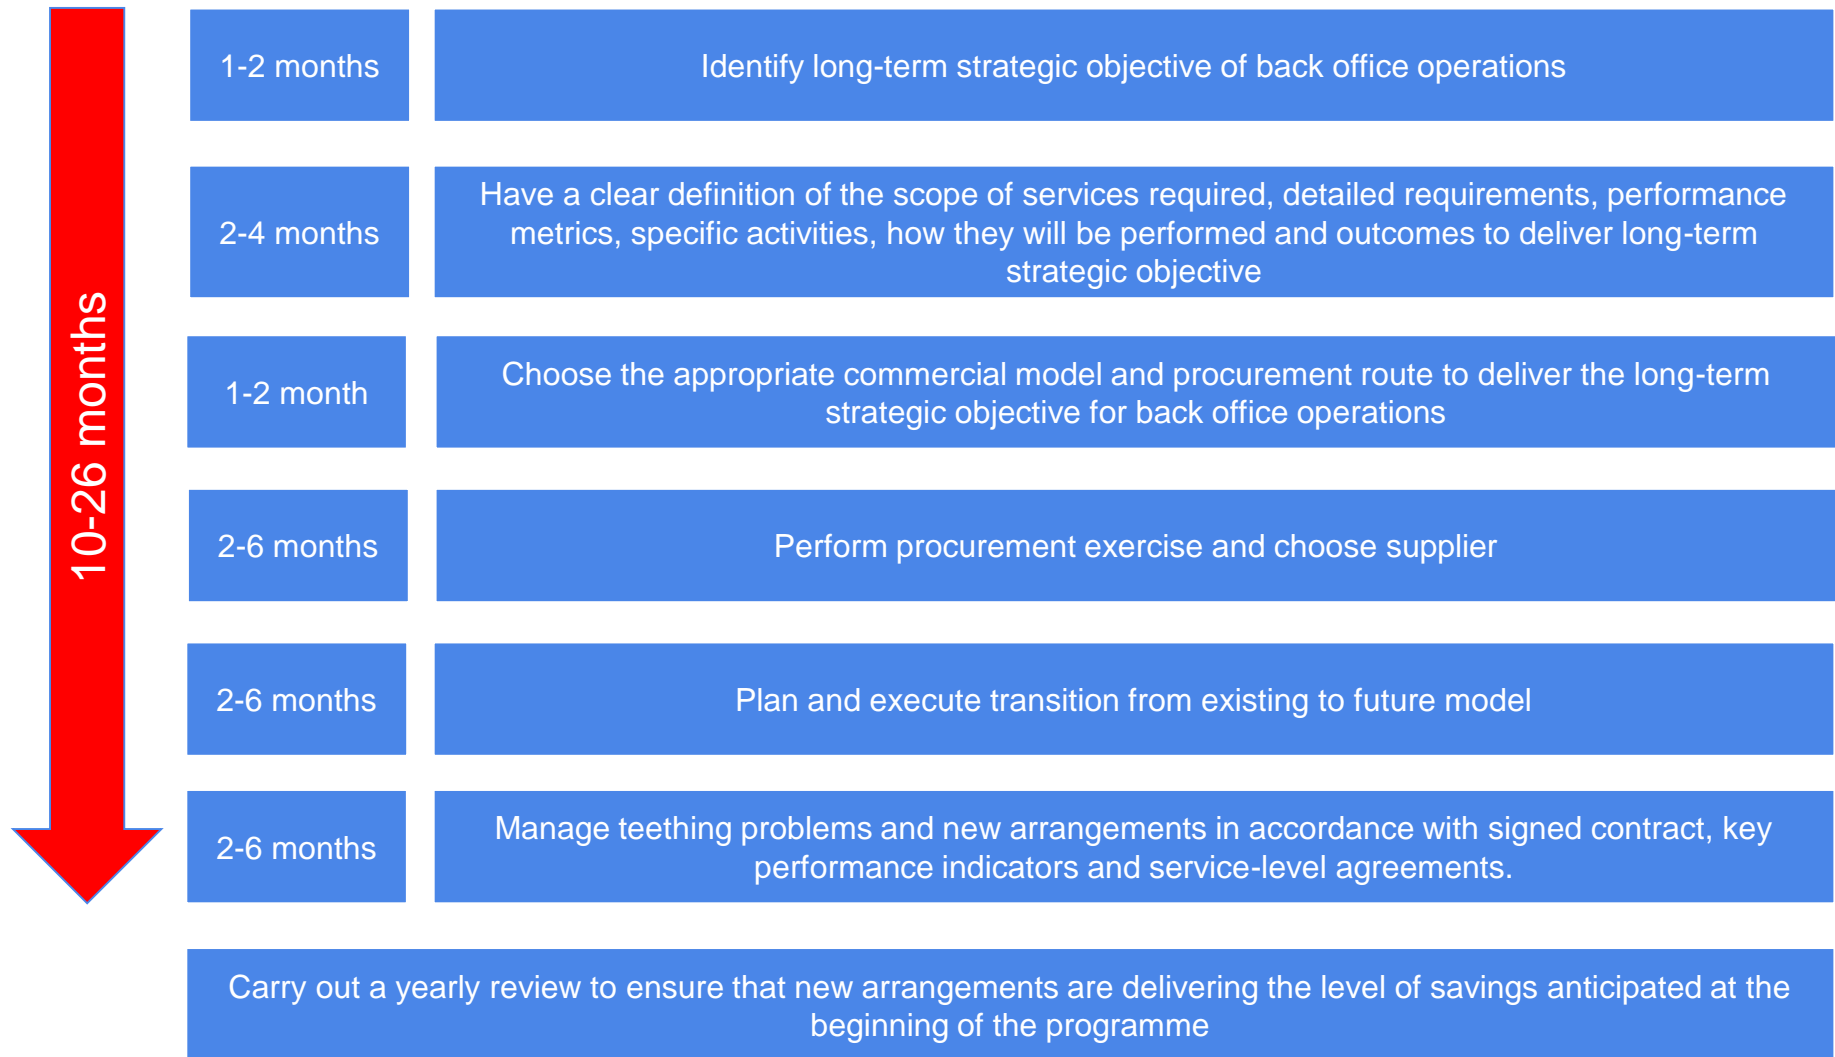 10-26 months
1-2 months
Identify long-term strategic objective of back office operations
2-4 months
Have a clear definition of the scope of services required, detailed requirements, performance
metrics, specific activities, how they will be performed and outcomes to deliver long-term
strategic objective
1-2 month
Choose the appropriate commercial model and procurement route to deliver the long-term
strategic objective for back office operations
2-6 months
Perform procurement exercise and choose supplier
2-6 months
Plan and execute transition from existing to future model
2-6 months
Manage teething problems and new arrangements in accordance with signed contract, key
performance indicators and service-level agreements.
Carry out a yearly review to ensure that new arrangements are delivering the level of savings anticipated at the
beginning of the programme